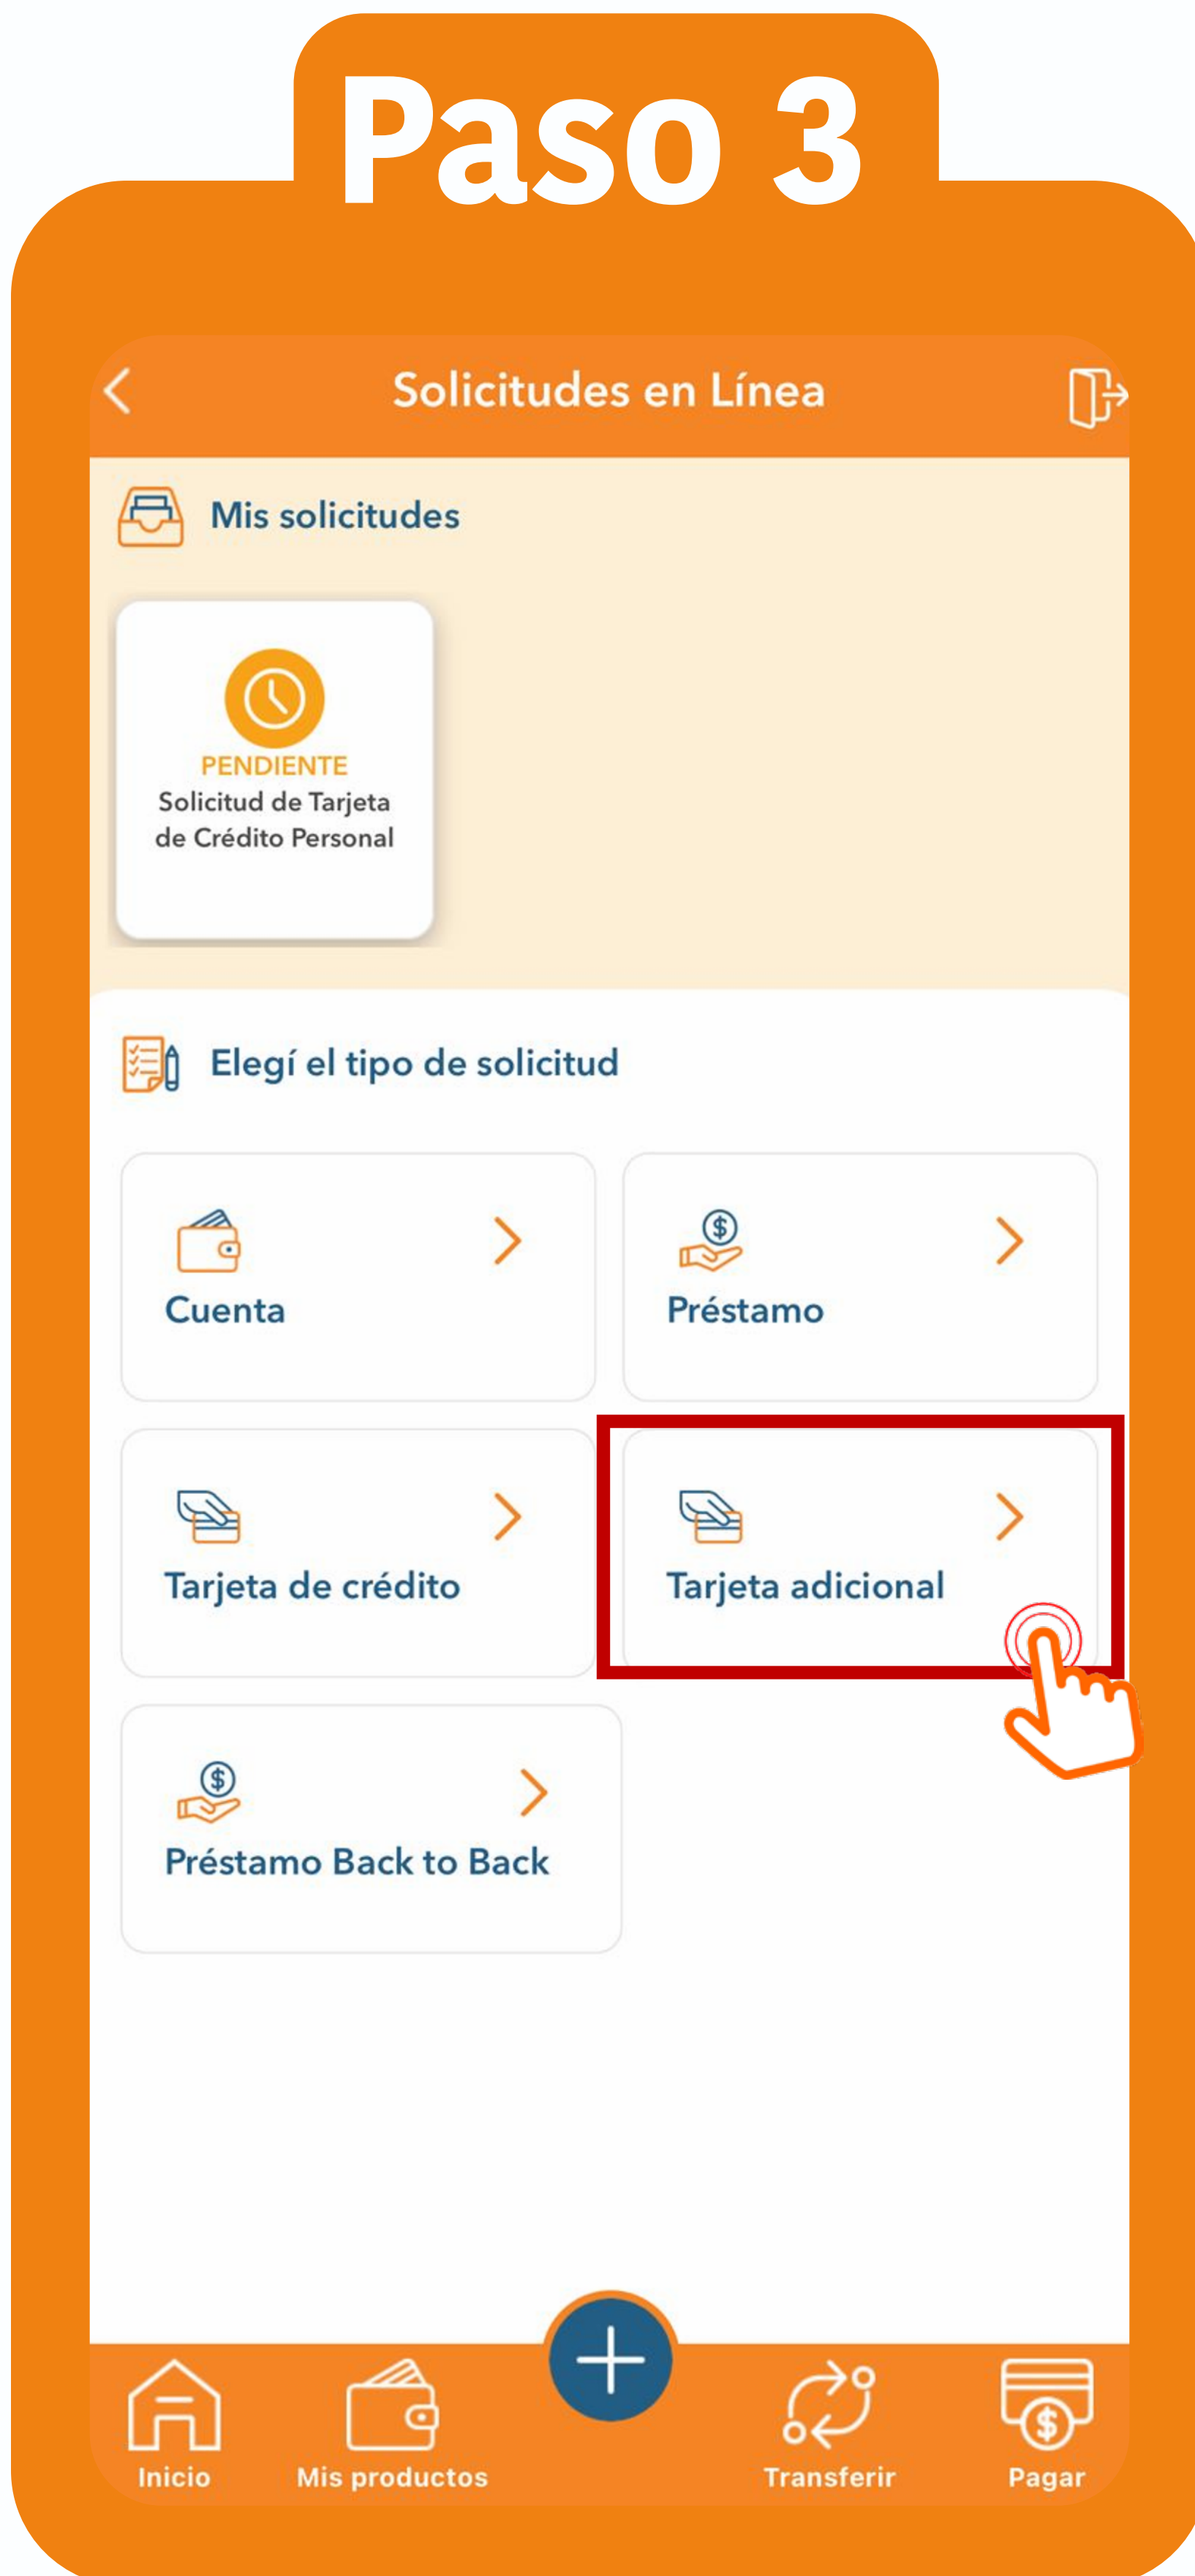 Paso 3
Solicitudes en Línea
Mis solicitudes
PENDIENTE
Solicitud de Tarjeta
de Crédito Personal
Elegí el tipo de solicitud
Cuenta
Préstamo
Tarjeta de crédito
Tarjeta adicional
Préstamo Back to Back
Inicio
Mis productos
Transferir
Pagar